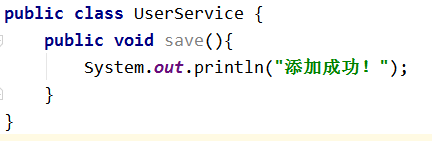 public class UserService {
    public void save(){
        System.out.println("添加成功！");
    }
}